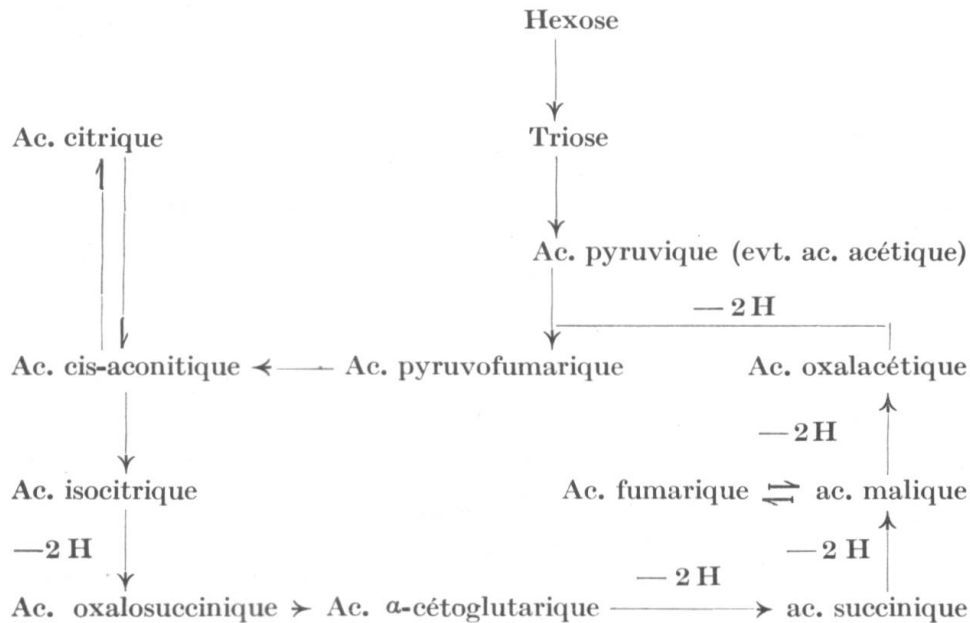 Hexose
Ac. citrique Triose
Ac. pyruvique (evt. ac. acétique)
— 2 H
Ac. cis-aconitique Ac. pyruvofumarique Ac. oxalacétique
— 2 H
Ac. isocitrique Ac. fumarique ac. malique
—2 H — 2 H — 2 H
Ac. oxalosuccinique Ac. α-cétoglutarique ac. succinique